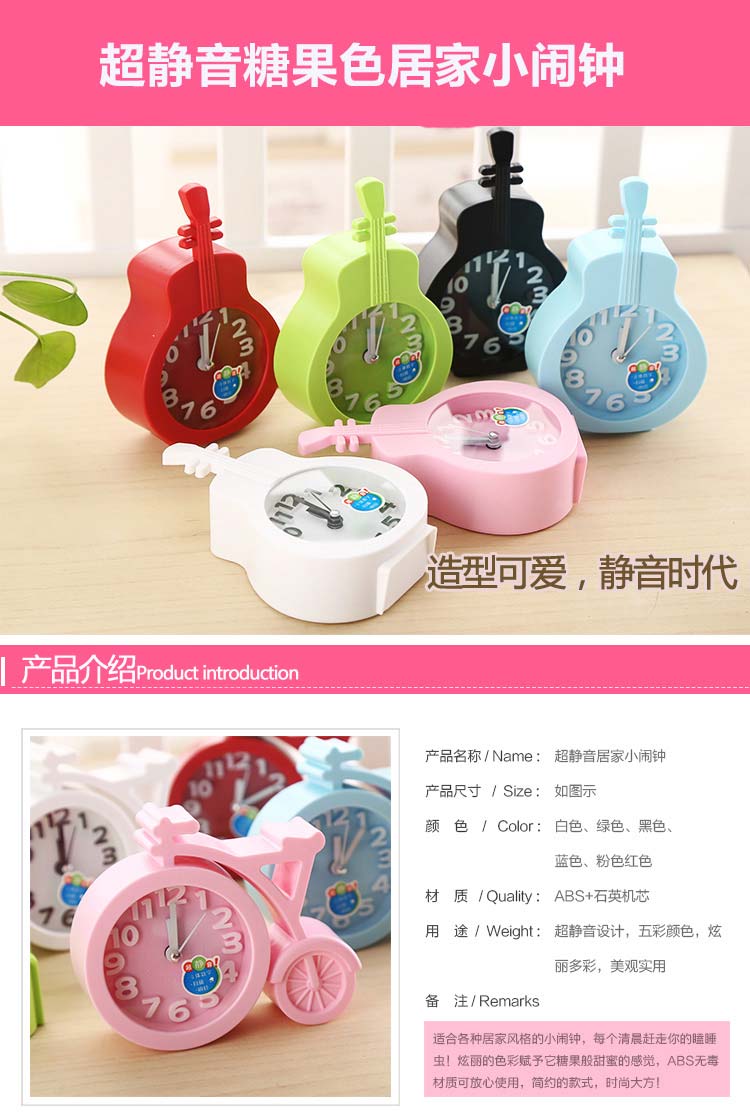 超静音糖果色居家小闹钟
造型可爱，静音时代
产品介绍Product introduction
产品名称 / Name： 超静音居家小闹钟
产品尺寸 / Size： 如图示
颜 色 / Color： 白色、绿色、黑色、
蓝色、粉色红色
材 质 / Quality： ABS+石英机芯
用 途 / Weight： 超静音设计，五彩颜色，炫
丽多彩，美观实用
备 注 / Remarks
适合各种居家风格的小闹钟，每个清晨赶走你的瞌睡
虫！炫丽的色彩赋予它糖果般甜蜜的感觉，ABS无毒
材质可放心使用，简约的款式，时尚大方！